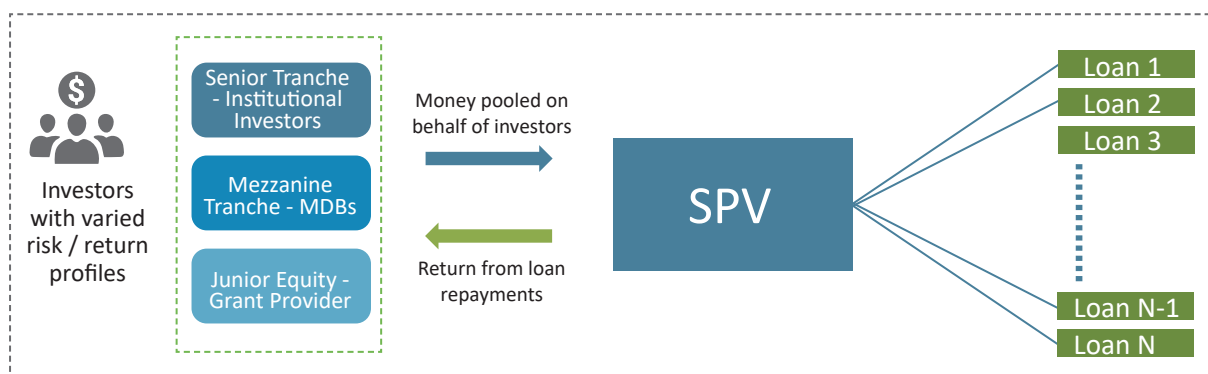 $
Investors
with varied
risk / return
profiles
Senior Tranche
- Institutional
Investors
Mezzanine
Tranche - MDBs
Junior Equity -
Grant Provider
Money pooled on
behalf of investors
Return from loan
repayments
SPV
Loan 1
Loan 2
Loan 3
Loan N-1
Loan N